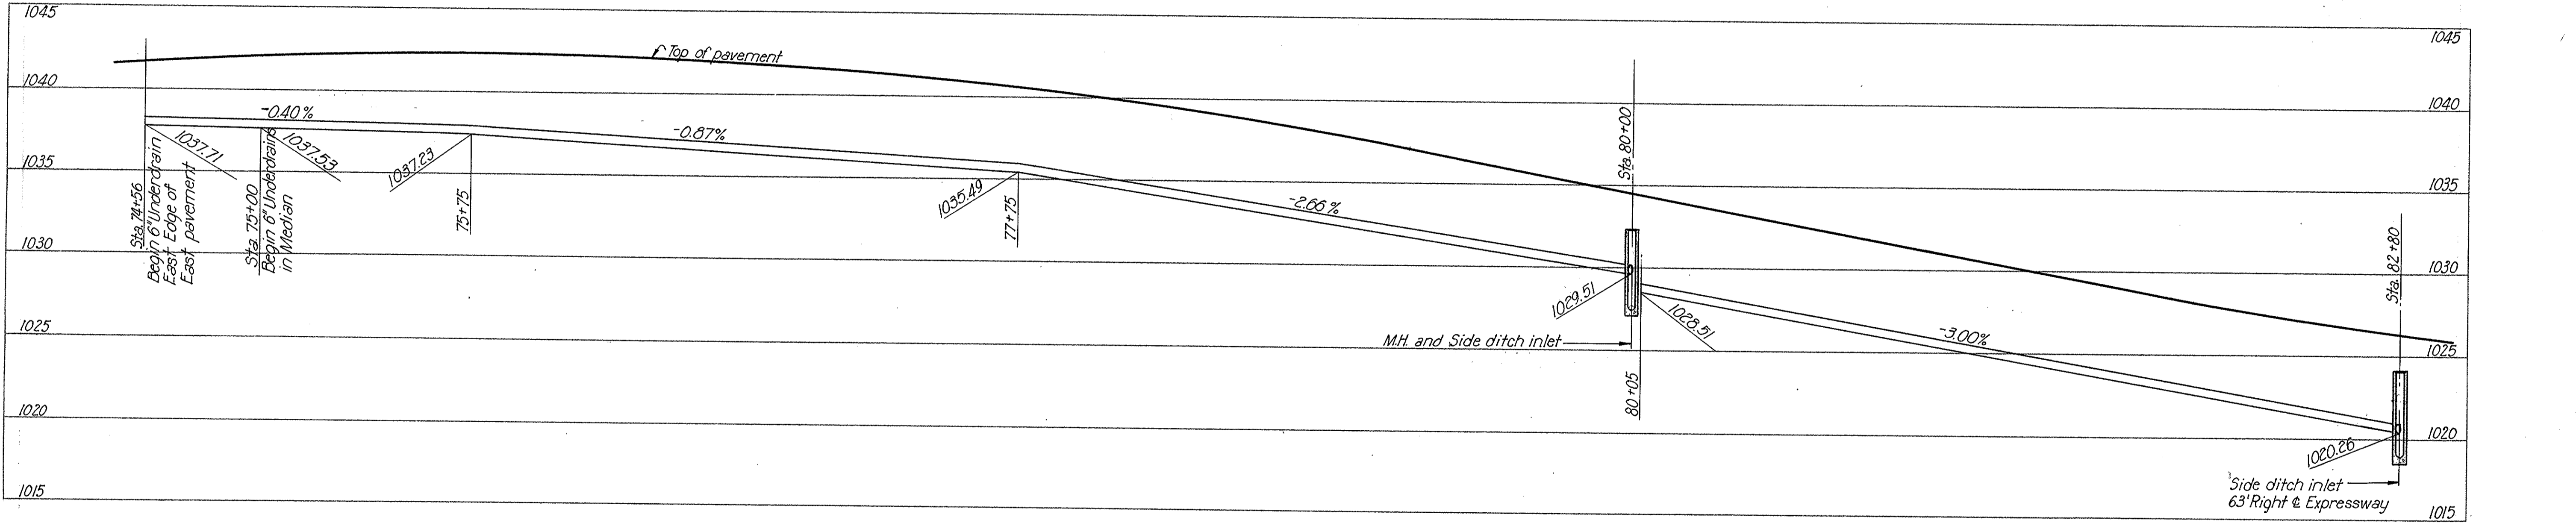 1045
1045
Top of pavement
1040
1040
-0.40%
-0.87%
1037.71
1037.53
1037.23
1035
1035
Sta. 74+56
Begin 6" Underdrain
East Edge of
East pavement
Sta. 75+00
Begin 6" Underdrains
in Median
75+75
1035.49
77+75
-2.66%
Sta. 80+00
1030
1030
1029.51
1028.51
M.H. and Side ditch inlet
80+05
-3.00%
Sta. 82+80
1025
1025
1020
1020
1020.26
Side ditch inlet
63' Right ℄ Expressway
1015
1015